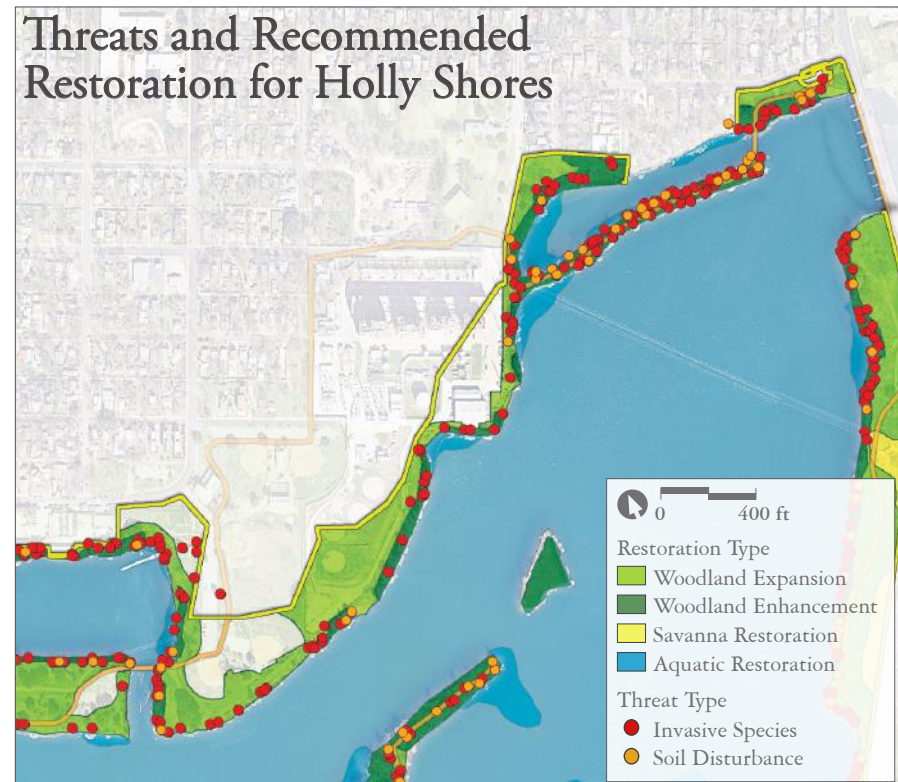 Threats and Recommended
Restoration for Holly Shores
0 400 ft
Restoration Type
Woodland Expansion
Woodland Enhancement
Savanna Restoration
Aquatic Restoration
Threat Type
Invasive Species
Soil Disturbance